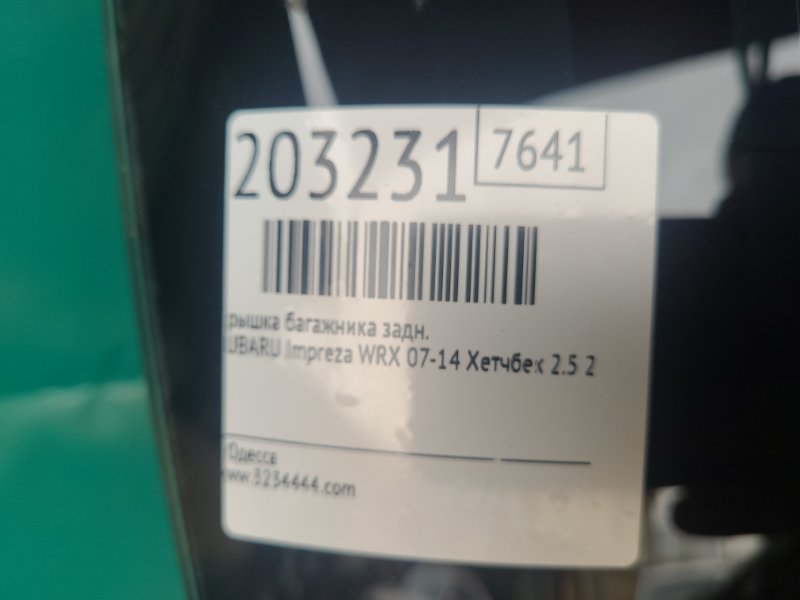 203231 7641
рышка багажника задн.
UBARU Impreza WRX 07-14 Хетчбек 2.5 2
Одесса
www.5254444.com